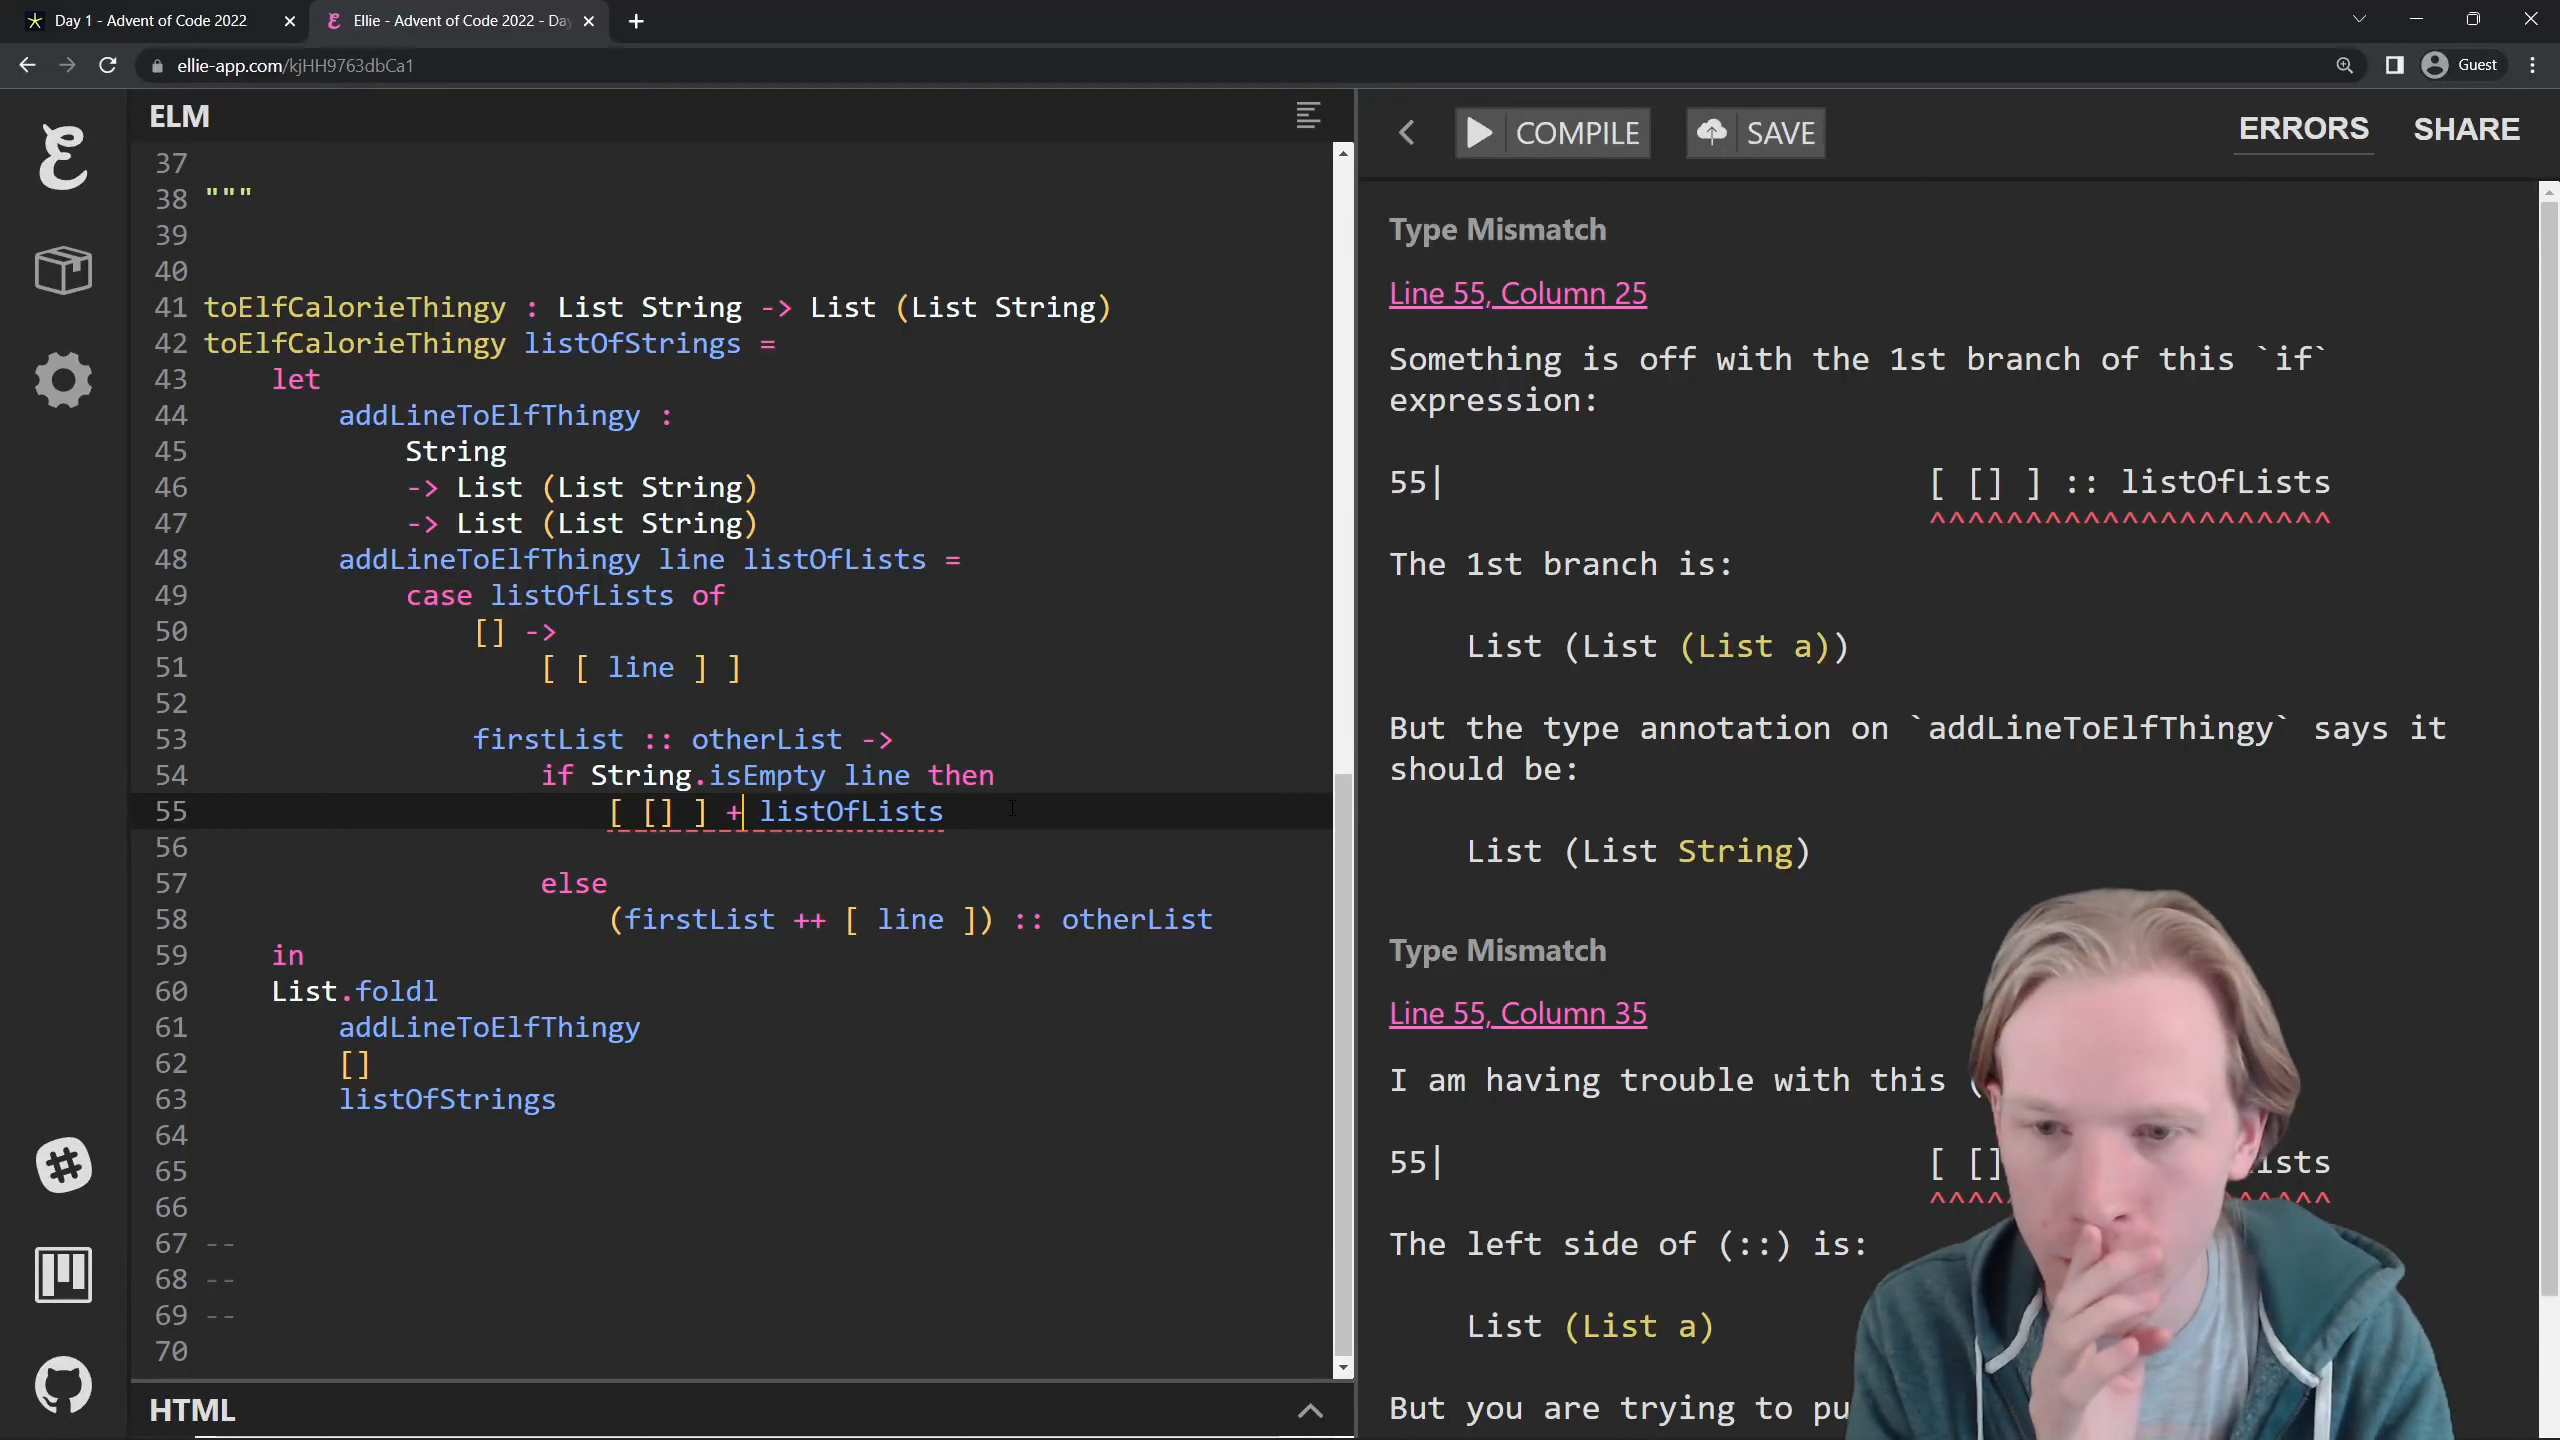 Day 1 - Advent of Code 2022
Ellie - Advent of Code 2022 - Da
ellie-app.com/kjHH9763dbCa1
Guest
ELM
COMPILE
SAVE
ERRORS
SHARE
37
38 """
39
40
41 toElfCalorieThingy : List String -> List (List String)
42 toElfCalorieThingy listOfStrings =
43 let
44 addLineToElfThingy :
45 String
46 -> List (List String)
47 -> List (List String)
48 addLineToElfThingy line listOfLists =
49 case listOfLists of
50 [] ->
51 [ [ line ] ]
52
53 firstList :: otherList ->
54 if String.isEmpty line then
55 [ [] ] + listOfLists
56
57 else
58 (firstList ++ [ line ]) :: otherList
59 in
60 List.foldl
61 addLineToElfThingy
62 []
63 listOfStrings
64
65
66
67 --
68 --
69 --
70
HTML
Type Mismatch
Line 55, Column 25
Something is off with the 1st branch of this `if`
expression:
55| [ [] ] :: listOfLists
^^^^^^^^^^^^^^^^^^^^^
The 1st branch is:
List (List (List a))
But the type annotation on `addLineToElfThingy` says it
should be:
List (List String)
Type Mismatch
Line 55, Column 35
I am having trouble with this (
55| [ [] ists
^^^^ ^^^^^^
The left side of (::) is:
List (List a)
But you are trying to pu